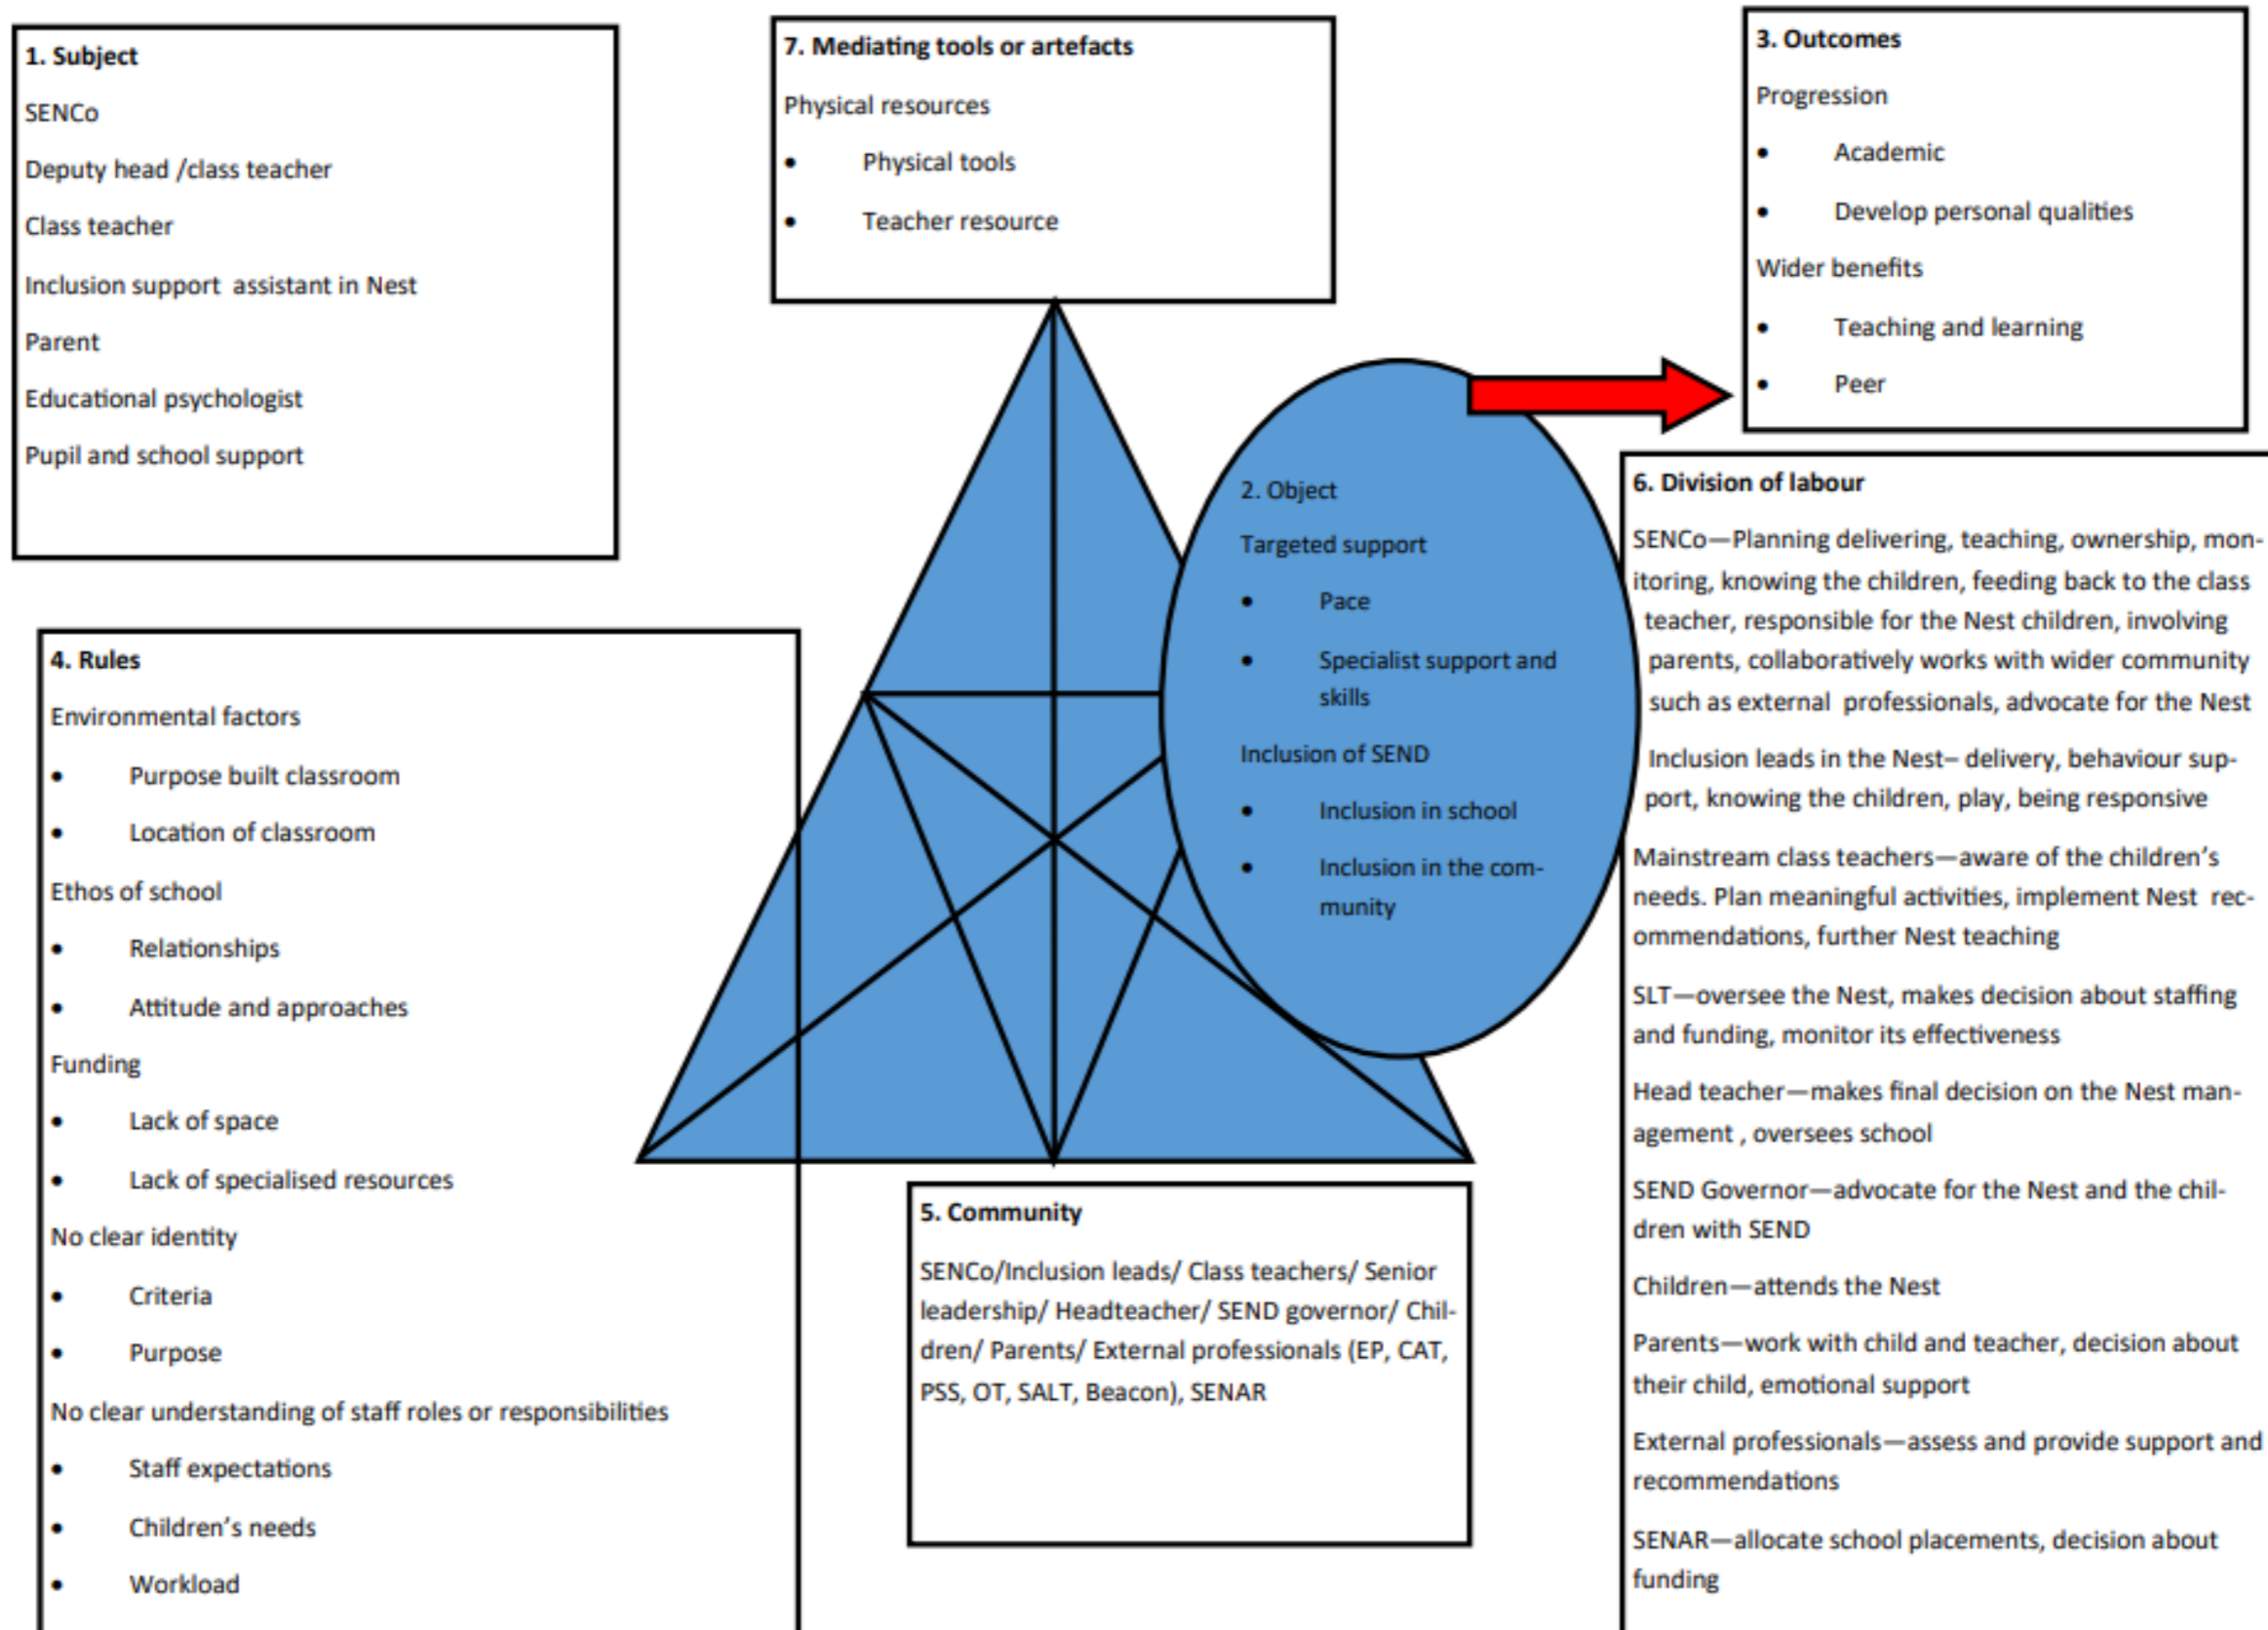 1. Subject
SENCo
Deputy head /class teacher
Class teacher
Inclusion support  assistant in Nest
Parent
Educational psychologist
Pupil and school support
7. Mediating tools or artefacts
Physical resources
• Physical tools
• Teacher resource
3. Outcomes
Progression
• Academic
• Develop personal qualities
Wider benefits
• Teaching and learning
• Peer
2. Object
Targeted support
• Pace
• Specialist support and
skills
Inclusion of SEND
• Inclusion in school
• Inclusion in the com-
munity
4. Rules
Environmental factors
• Purpose built classroom
• Location of classroom
Ethos of school
• Relationships
• Attitude and approaches
Funding
• Lack of space
• Lack of specialised resources
No clear identity
• Criteria
• Purpose
No clear understanding of staff roles or responsibilities
• Staff expectations
• Children’s needs
• Workload
5. Community
SENCo/Inclusion leads/ Class teachers/ Senior
leadership/ Headteacher/ SEND governor/ Chil-
dren/ Parents/ External professionals (EP, CAT,
PSS, OT, SALT, Beacon), SENAR
6. Division of labour
SENCo—Planning delivering, teaching, ownership, mon-
itoring, knowing the children, feeding back to the class
teacher, responsible for the Nest children, involving
parents, collaboratively works with wider community
such as external  professionals, advocate for the Nest
Inclusion leads in the Nest– delivery, behaviour sup-
port, knowing the children, play, being responsive
Mainstream class teachers—aware of the children’s
needs. Plan meaningful activities, implement Nest  rec-
ommendations, further Nest teaching
SLT—oversee the Nest, makes decision about staffing
and funding, monitor its effectiveness
Head teacher—makes final decision on the Nest man-
agement , oversees school
SEND Governor—advocate for the Nest and the chil-
dren with SEND
Children—attends the Nest
Parents—work with child and teacher, decision about
their child, emotional support
External professionals—assess and provide support and
recommendations
SENAR—allocate school placements, decision about
funding